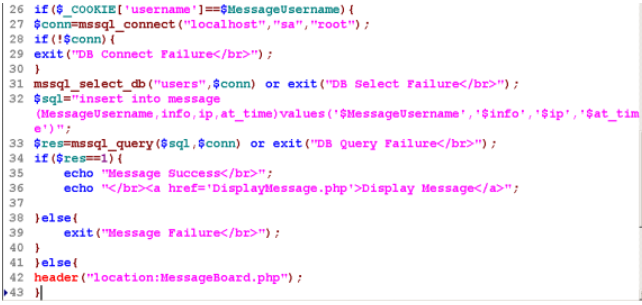 26 if($_COOKIE['username']==$MessageUsername){
27 $conn=mssql_connect("localhost","sa","root");
28 if(!$conn){
29 exit("DB Connect Failure</br>");
30 }
31 mssql_select_db("users",$conn) or exit("DB Select Failure</br>");
32 $sql="insert into message
(MessageUsername,info,ip,at_time)values('$MessageUsername','$info','$ip','$at_tim
e')";
33 $res=mssql_query($sql,$conn) or exit("DB Query Failure</br>");
34 if($res==1){
35     echo "Message Success</br>";
36     echo "</br><a href='DisplayMessage.php'>Display Message</a>";
37
38 }else{
39     exit("Message Failure</br>");
40 }
41 }else{
42 header("location:MessageBoard.php");
43 }